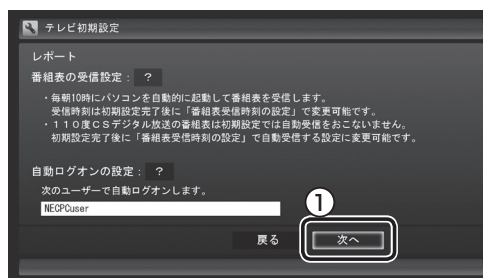 テレビ初期設定
レポート
番組表の受信設定： ?
・毎朝10時にパソコンを自動的に起動して番組表を受信します。
受信時刻は初期設定完了後に「番組表受信時刻の設定」で変更可能です。
・１１０度ＣＳデジタル放送の番組表は初期設定では自動受信をおこないません。
初期設定完了後に「番組表受信時刻の設定」で自動受信する設定に変更可能です。
自動ログオンの設定： ?
次のユーザーで自動ログオンします。
NECPCuser
1
戻る 次へ